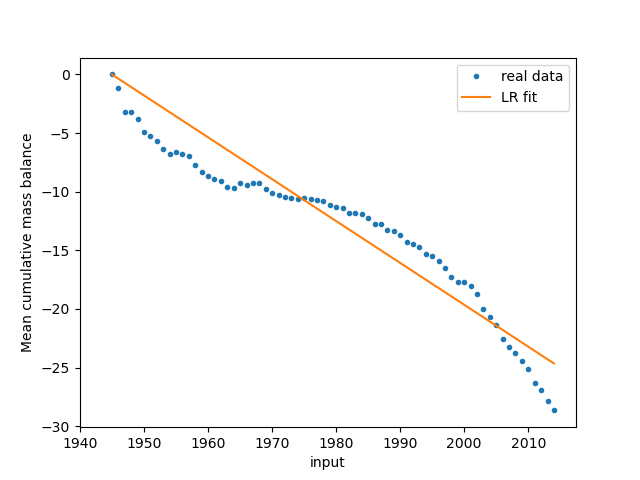 real data
LR fit
0
−5
−10
−15
−20
−25
−30
Mean cumulative mass balance
1940 1950 1960 1970 1980 1990 2000 2010
input